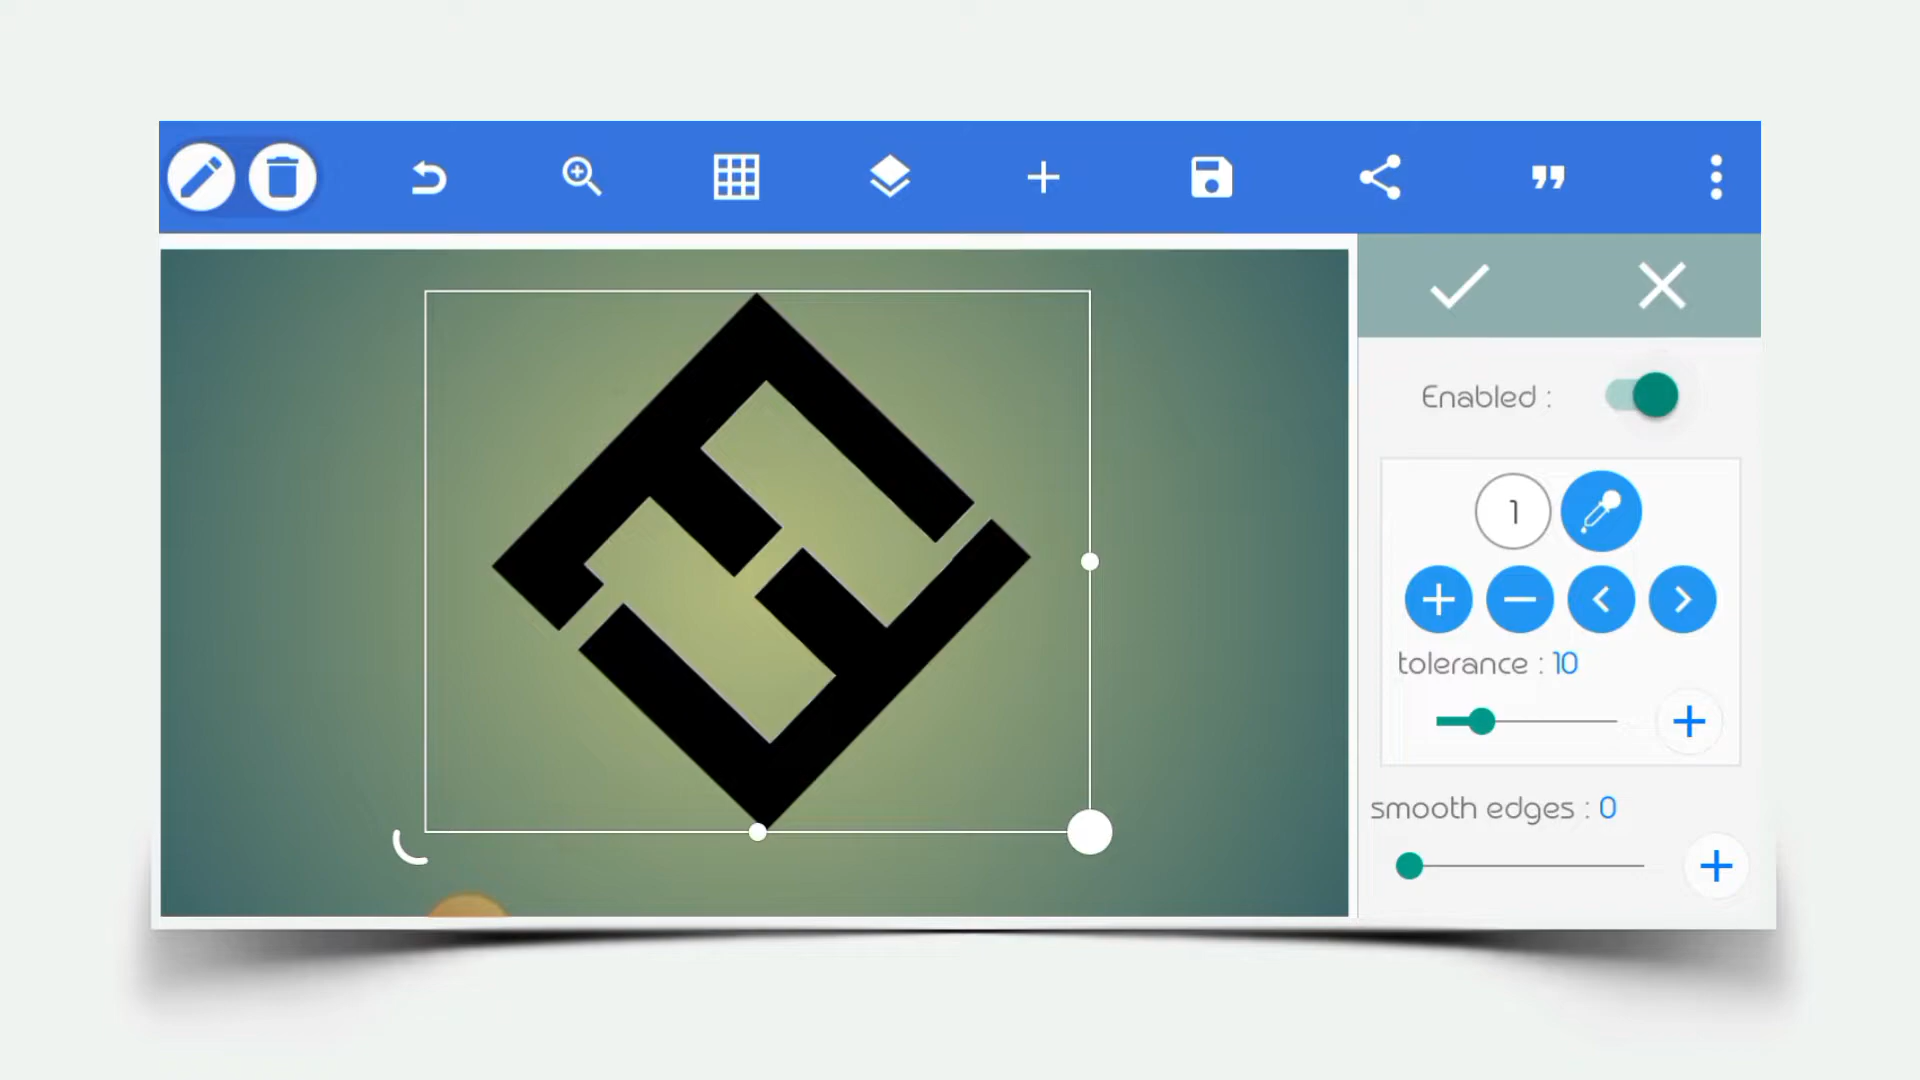 Enabled :
1
tolerance : 10
smooth edges : 0